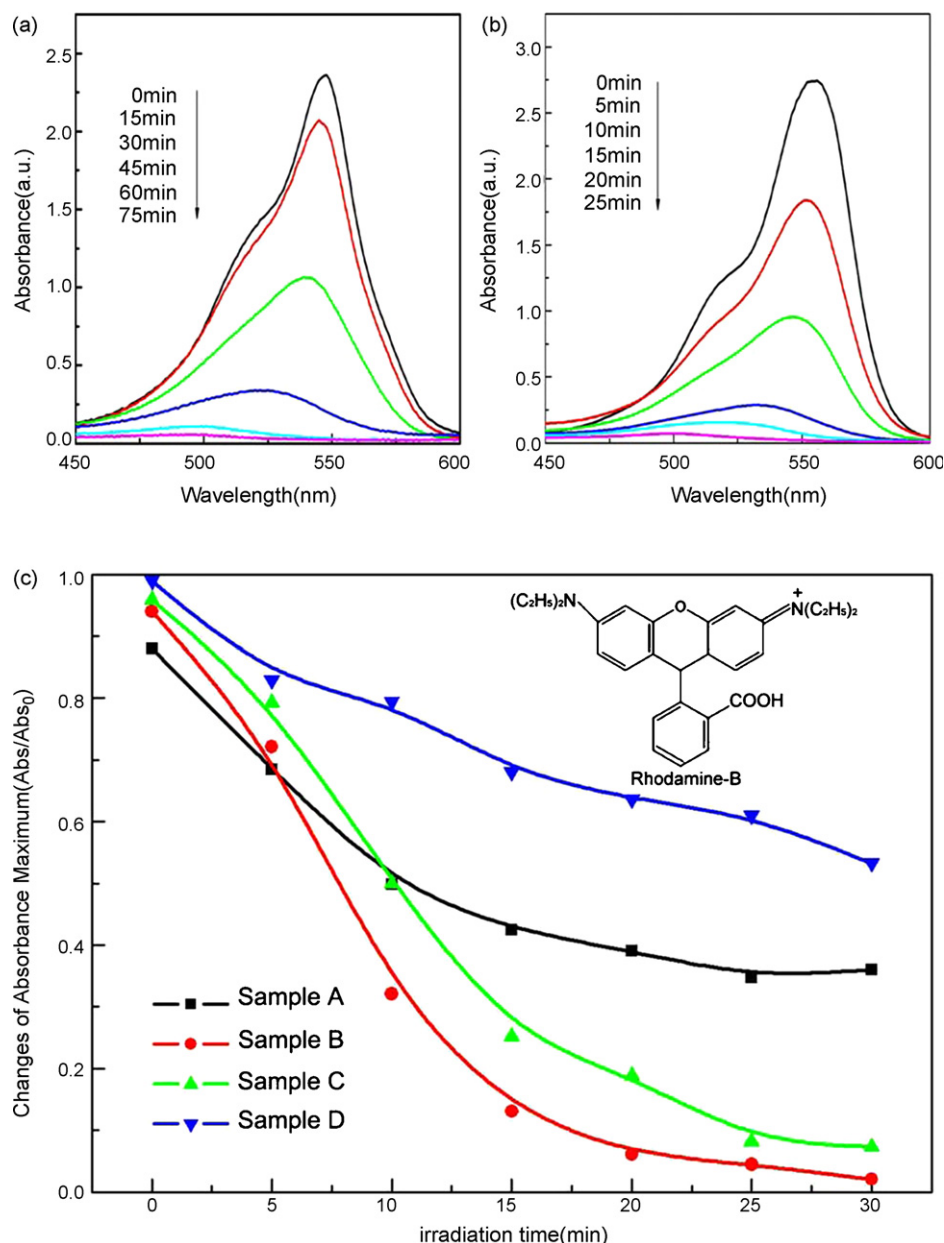 (a)
2.5
2.0
1.5
1.0
0.5
0.0
Absorbance(a.u.)
0min
15min
30min
45min
60min
75min
450
500
550
600
Wavelength(nm)
(b)
3.0
2.5
2.0
1.5
1.0
0.5
0.0
Absorbance(a.u.)
0min
5min
10min
15min
20min
25min
450
500
550
600
Wavelength(nm)
(c)
1.0
0.8
0.6
0.4
0.2
0.0
Changes of Absorbance Maximum(Abs/Abs₀)
(C₂H₅)₂N
O
+
N(C₂H₅)₂
COOH
Rhodamine-B
Sample A
Sample B
Sample C
Sample D
0
5
10
15
20
25
30
irradiation time(min)